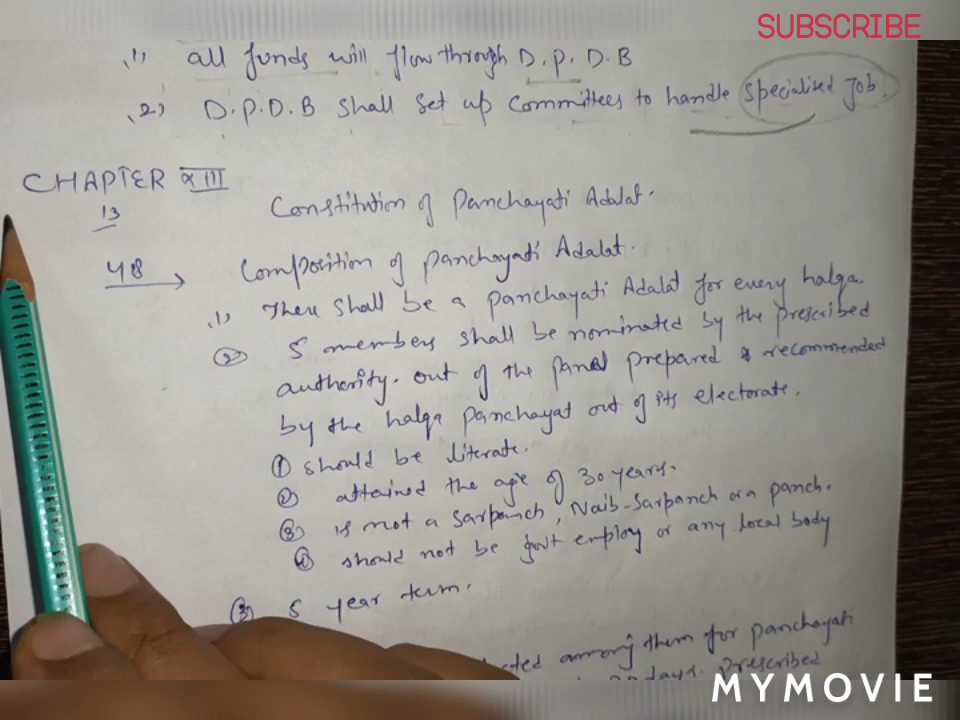 SUBSCRIBE
(1) all funds will flow through D.P.D.B
(2) D.P.D.B shall set up committees to handle specialised job.
CHAPTER XIII
13
Constitution of Panchayati Adalat.
48 → Composition of Panchayati Adalat.
(1) There shall be a Panchayati Adalat for every halqa.
(2) 5 members shall be nominated by the prescribed
authority. out of the panel prepared & recommended
by the halqa panchayat out of its electorate.
(1) should be literate.
(2) attained the age of 30 years.
(3) is not a Sarpanch, Naib-Sarpanch or a panch.
(4) should not be govt employ or any local body
(3) 5 year term.
among them for panchayati
days. Prescribed
MYMOVIE